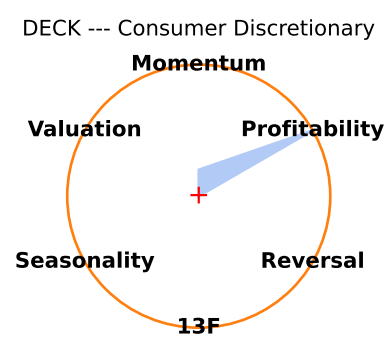 DECK --- Consumer Discretionary
Momentum
Valuation
Profitability
Seasonality
Reversal
13F